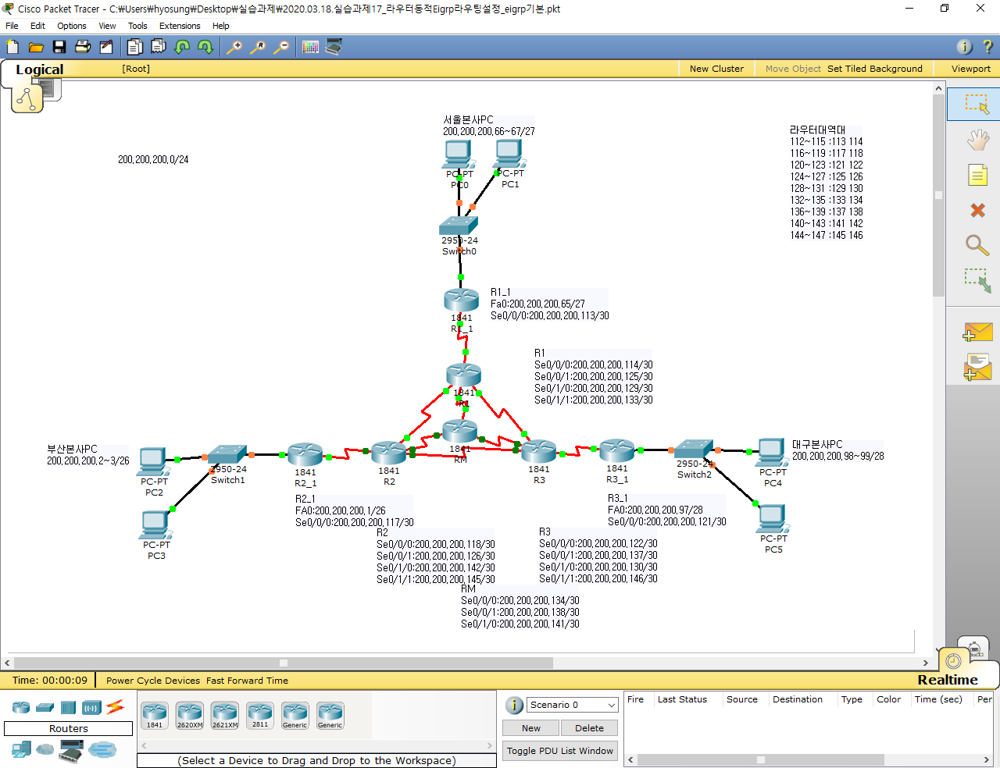 Cisco Packet Tracer - C:₩Users₩hyosung₩Desktop₩실습과제₩2020.03.18.실습과제17_라우터동적Eigrp라우팅설정_eigrp기본.pkt
File Edit Options View Tools Extensions Help
Logical [Root] New Cluster Move Object Set Tiled Background Viewport
200,200,200,0/24
서울본사PC
200,200,200,66~67/27
PC-PT
PC0
PC-PT
PC1
2950-24
Switch0
라우터대역대
112~115 :113 114
116~119 :117 118
120~123 :121 122
124~127 :125 126
128~131 :129 130
132~135 :133 134
136~139 :137 138
140~143 :141 142
144~147 :145 146
1841
R1_1
R1_1
Fa0:200,200,200,65/27
Se0/0/0:200,200,200,113/30
1841
R1
R1
Se0/0/0:200,200,200,114/30
Se0/0/1:200,200,200,125/30
Se0/1/0:200,200,200,129/30
Se0/1/1:200,200,200,133/30
1841
RM
부산본사PC
200,200,200,2~3/26
PC-PT
PC2
PC-PT
PC3
2950-24
Switch1
1841
R2_1
1841
R2
1841
R3
1841
R3_1
2950-24
Switch2
대구본사PC
200,200,200,98~99/28
PC-PT
PC4
PC-PT
PC5
R2_1
FA0:200,200,200,1/26
Se0/0/0:200,200,200,117/30
R2
Se0/0/0:200,200,200,118/30
Se0/0/1:200,200,200,126/30
Se0/1/0:200,200,200,142/30
Se0/1/1:200,200,200,145/30
R3_1
FA0:200,200,200,97/28
Se0/0/0:200,200,200,121/30
R3
Se0/0/0:200,200,200,122/30
Se0/0/1:200,200,200,137/30
Se0/1/0:200,200,200,130/30
Se0/1/1:200,200,200,146/30
RM
Se0/0/0:200,200,200,134/30
Se0/0/1:200,200,200,138/30
Se0/1/0:200,200,200,141/30
Time: 00:00:09 Power Cycle Devices Fast Forward Time Realtime
Routers
1841 2620XM 2621XM 2811 Generic Generic
(Select a Device to Drag and Drop to the Workspace)
Scenario 0
New Delete
Toggle PDU List Window
Fire Last Status Source Destination Type Color Time (sec) Per